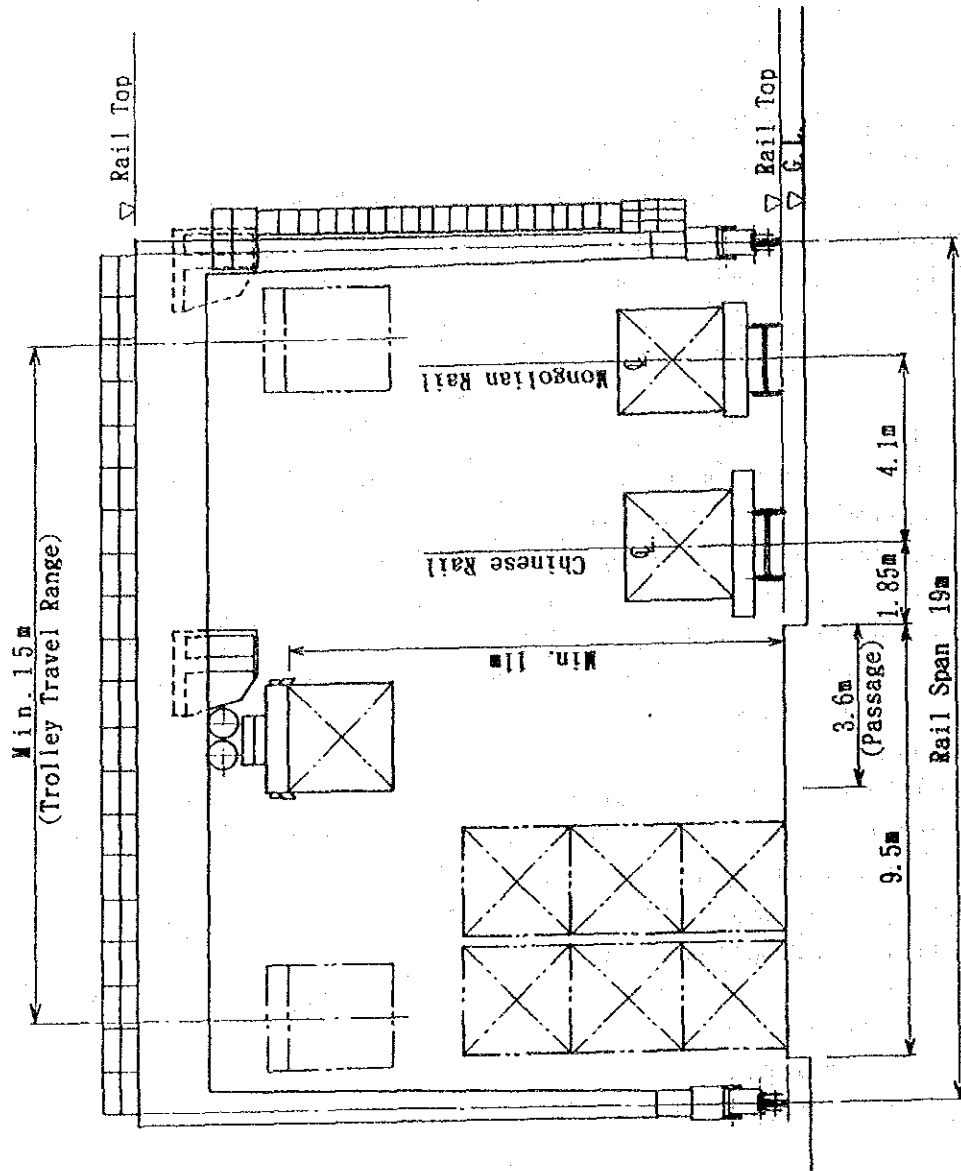 Min. 15m
(Trolley Travel Range)
▽ Rail Top
Mongolian Rail
℄
Chinese Rail
℄
Min. 11m
▽ Rail Top
▽ G.L.
4.1m
1.85m
3.6m
(Passage)
9.5m
Rail Span 19m